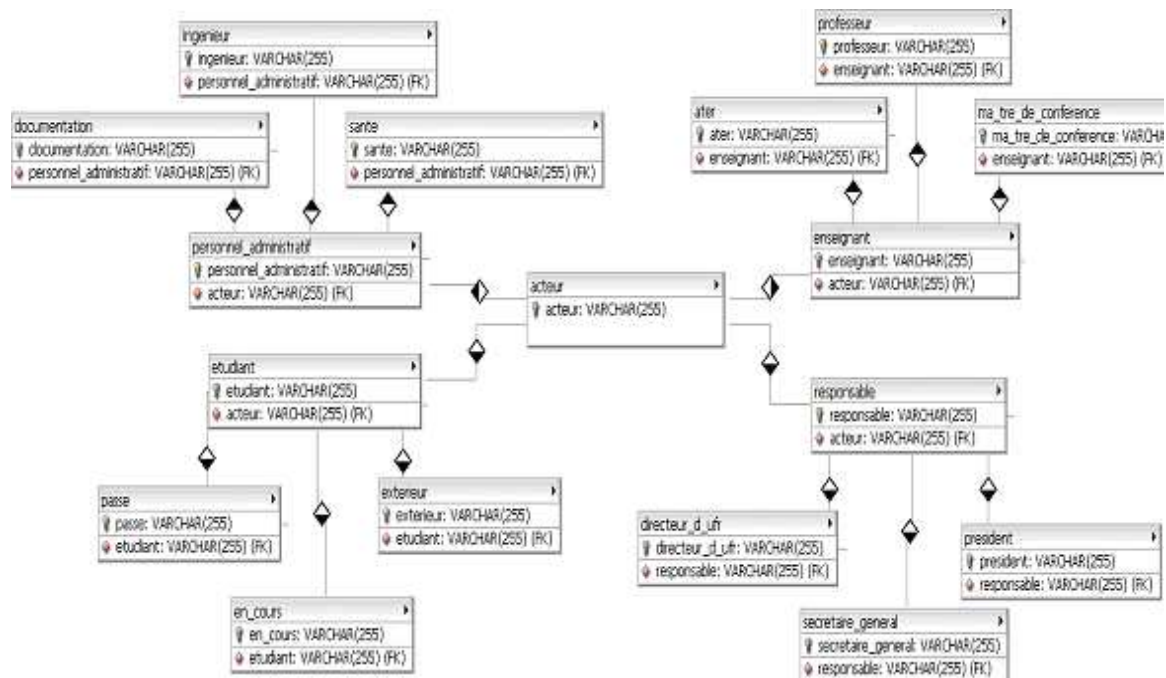 ingenieur
ingenieur: VARCHAR(255)
personnel_administratif: VARCHAR(255) (FK)
documentation
documentation: VARCHAR(255)
personnel_administratif: VARCHAR(255) (FK)
sante
sante: VARCHAR(255)
personnel_administratif: VARCHAR(255) (FK)
personnel_administratif
personnel_administratif: VARCHAR(255)
acteur: VARCHAR(255) (FK)
professeur
professeur: VARCHAR(255)
enseignant: VARCHAR(255) (FK)
ater
ater: VARCHAR(255)
enseignant: VARCHAR(255) (FK)
ma_tre_de_conference
ma_tre_de_conference: VARCHA
enseignant: VARCHAR(255) (FK)
enseignant
enseignant: VARCHAR(255)
acteur: VARCHAR(255) (FK)
acteur
acteur: VARCHAR(255)
etudiant
etudiant: VARCHAR(255)
acteur: VARCHAR(255) (FK)
passe
passe: VARCHAR(255)
etudiant: VARCHAR(255) (FK)
exterieur
exterieur: VARCHAR(255)
etudiant: VARCHAR(255) (FK)
en_cours
en_cours: VARCHAR(255)
etudiant: VARCHAR(255) (FK)
responsable
responsable: VARCHAR(255)
acteur: VARCHAR(255) (FK)
directeur_d_ufr
directeur_d_ufr: VARCHAR(255)
responsable: VARCHAR(255) (FK)
president
president: VARCHAR(255)
responsable: VARCHAR(255) (FK)
secretaire_general
secretaire_general: VARCHAR(255)
responsable: VARCHAR(255) (FK)